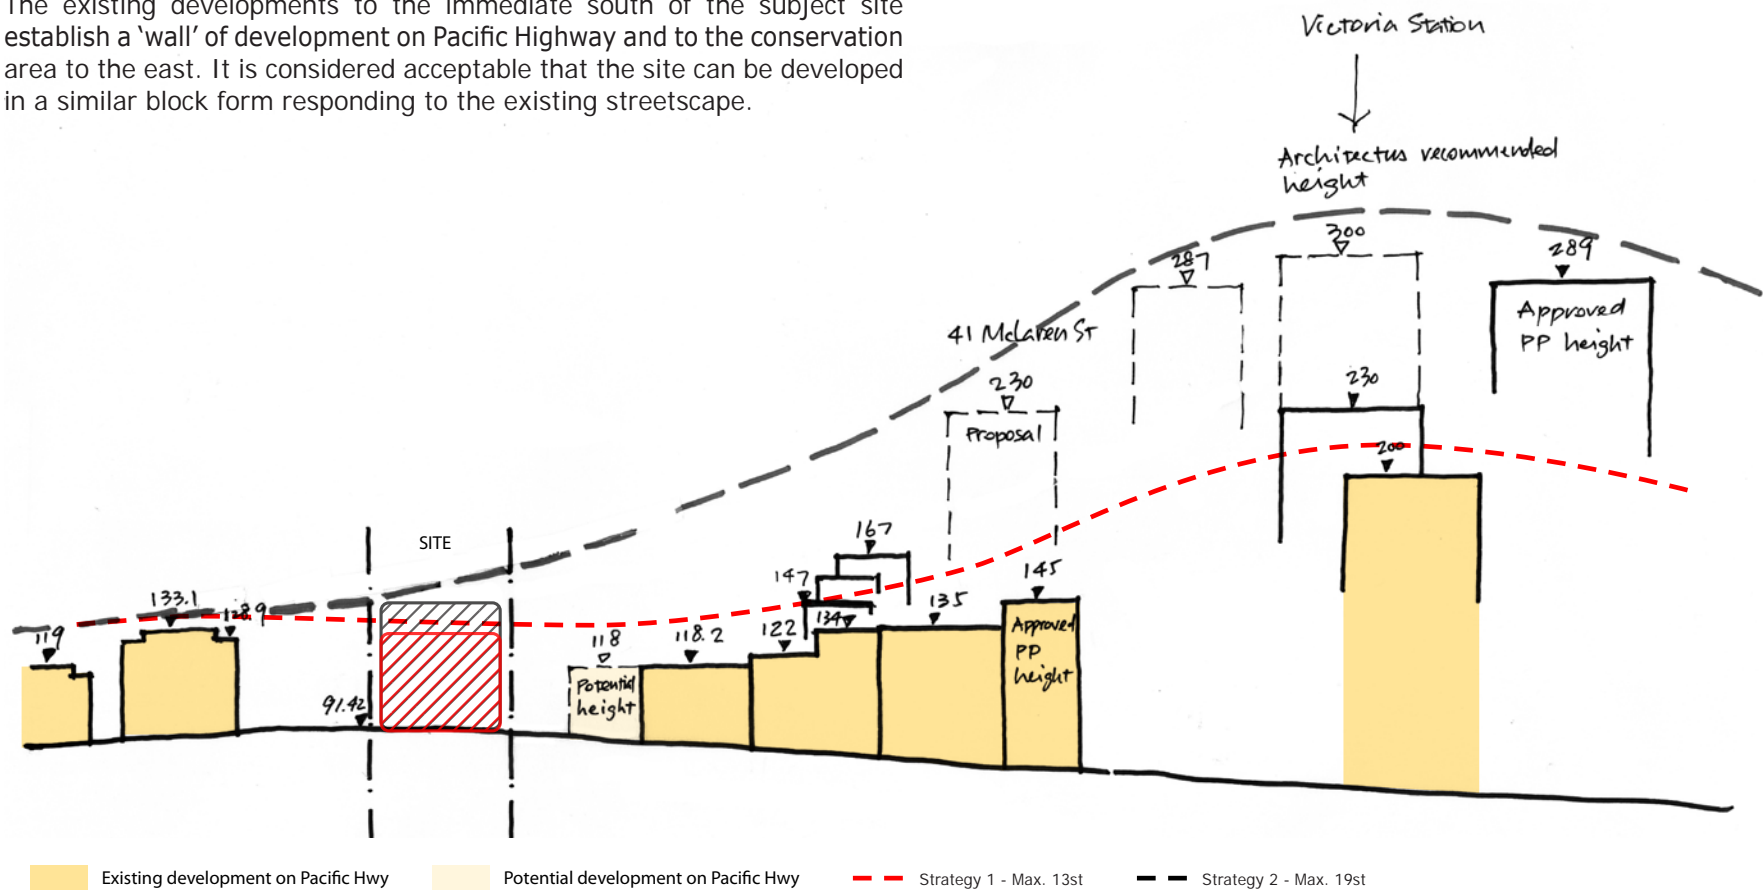 The existing developments to the immediate south of the subject site
establish a ‘wall’ of development on Pacific Highway and to the conservation
area to the east. It is considered acceptable that the site can be developed
in a similar block form responding to the existing streetscape.
Victoria Station
Architectus recommended
height
300
289
287
Approved
PP height
41 McLaren St
230
Proposal
230
200
167
SITE
147
145
133.1
128.9
119
134
135
122
118
118.2
Approved
PP
height
Potential
height
91.42
Existing development on Pacific Hwy
Potential development on Pacific Hwy
Strategy 1 - Max. 13st
Strategy 2 - Max. 19st